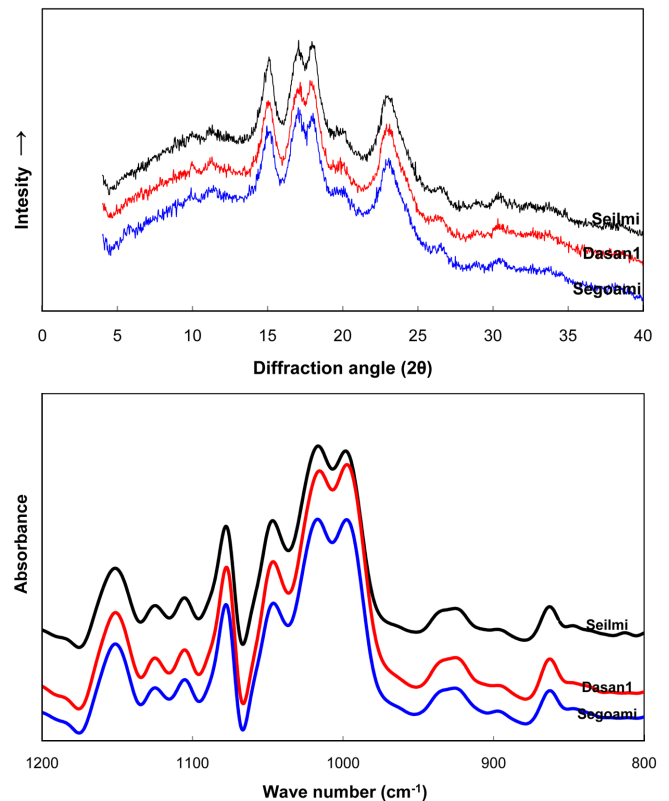 Intesity →
Seilmi
Dasan1
Segoami
0 5 10 15 20 25 30 35 40
Diffraction angle (2θ)
Absorbance
Seilmi
Dasan1
Segoami
1200 1100 1000 900 800
Wave number (cm-1)